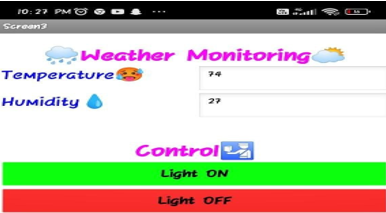 10:27 PM
Screen3
Weather Monitoring
Temperature 74
Humidity 27
Control
Light ON
Light OFF